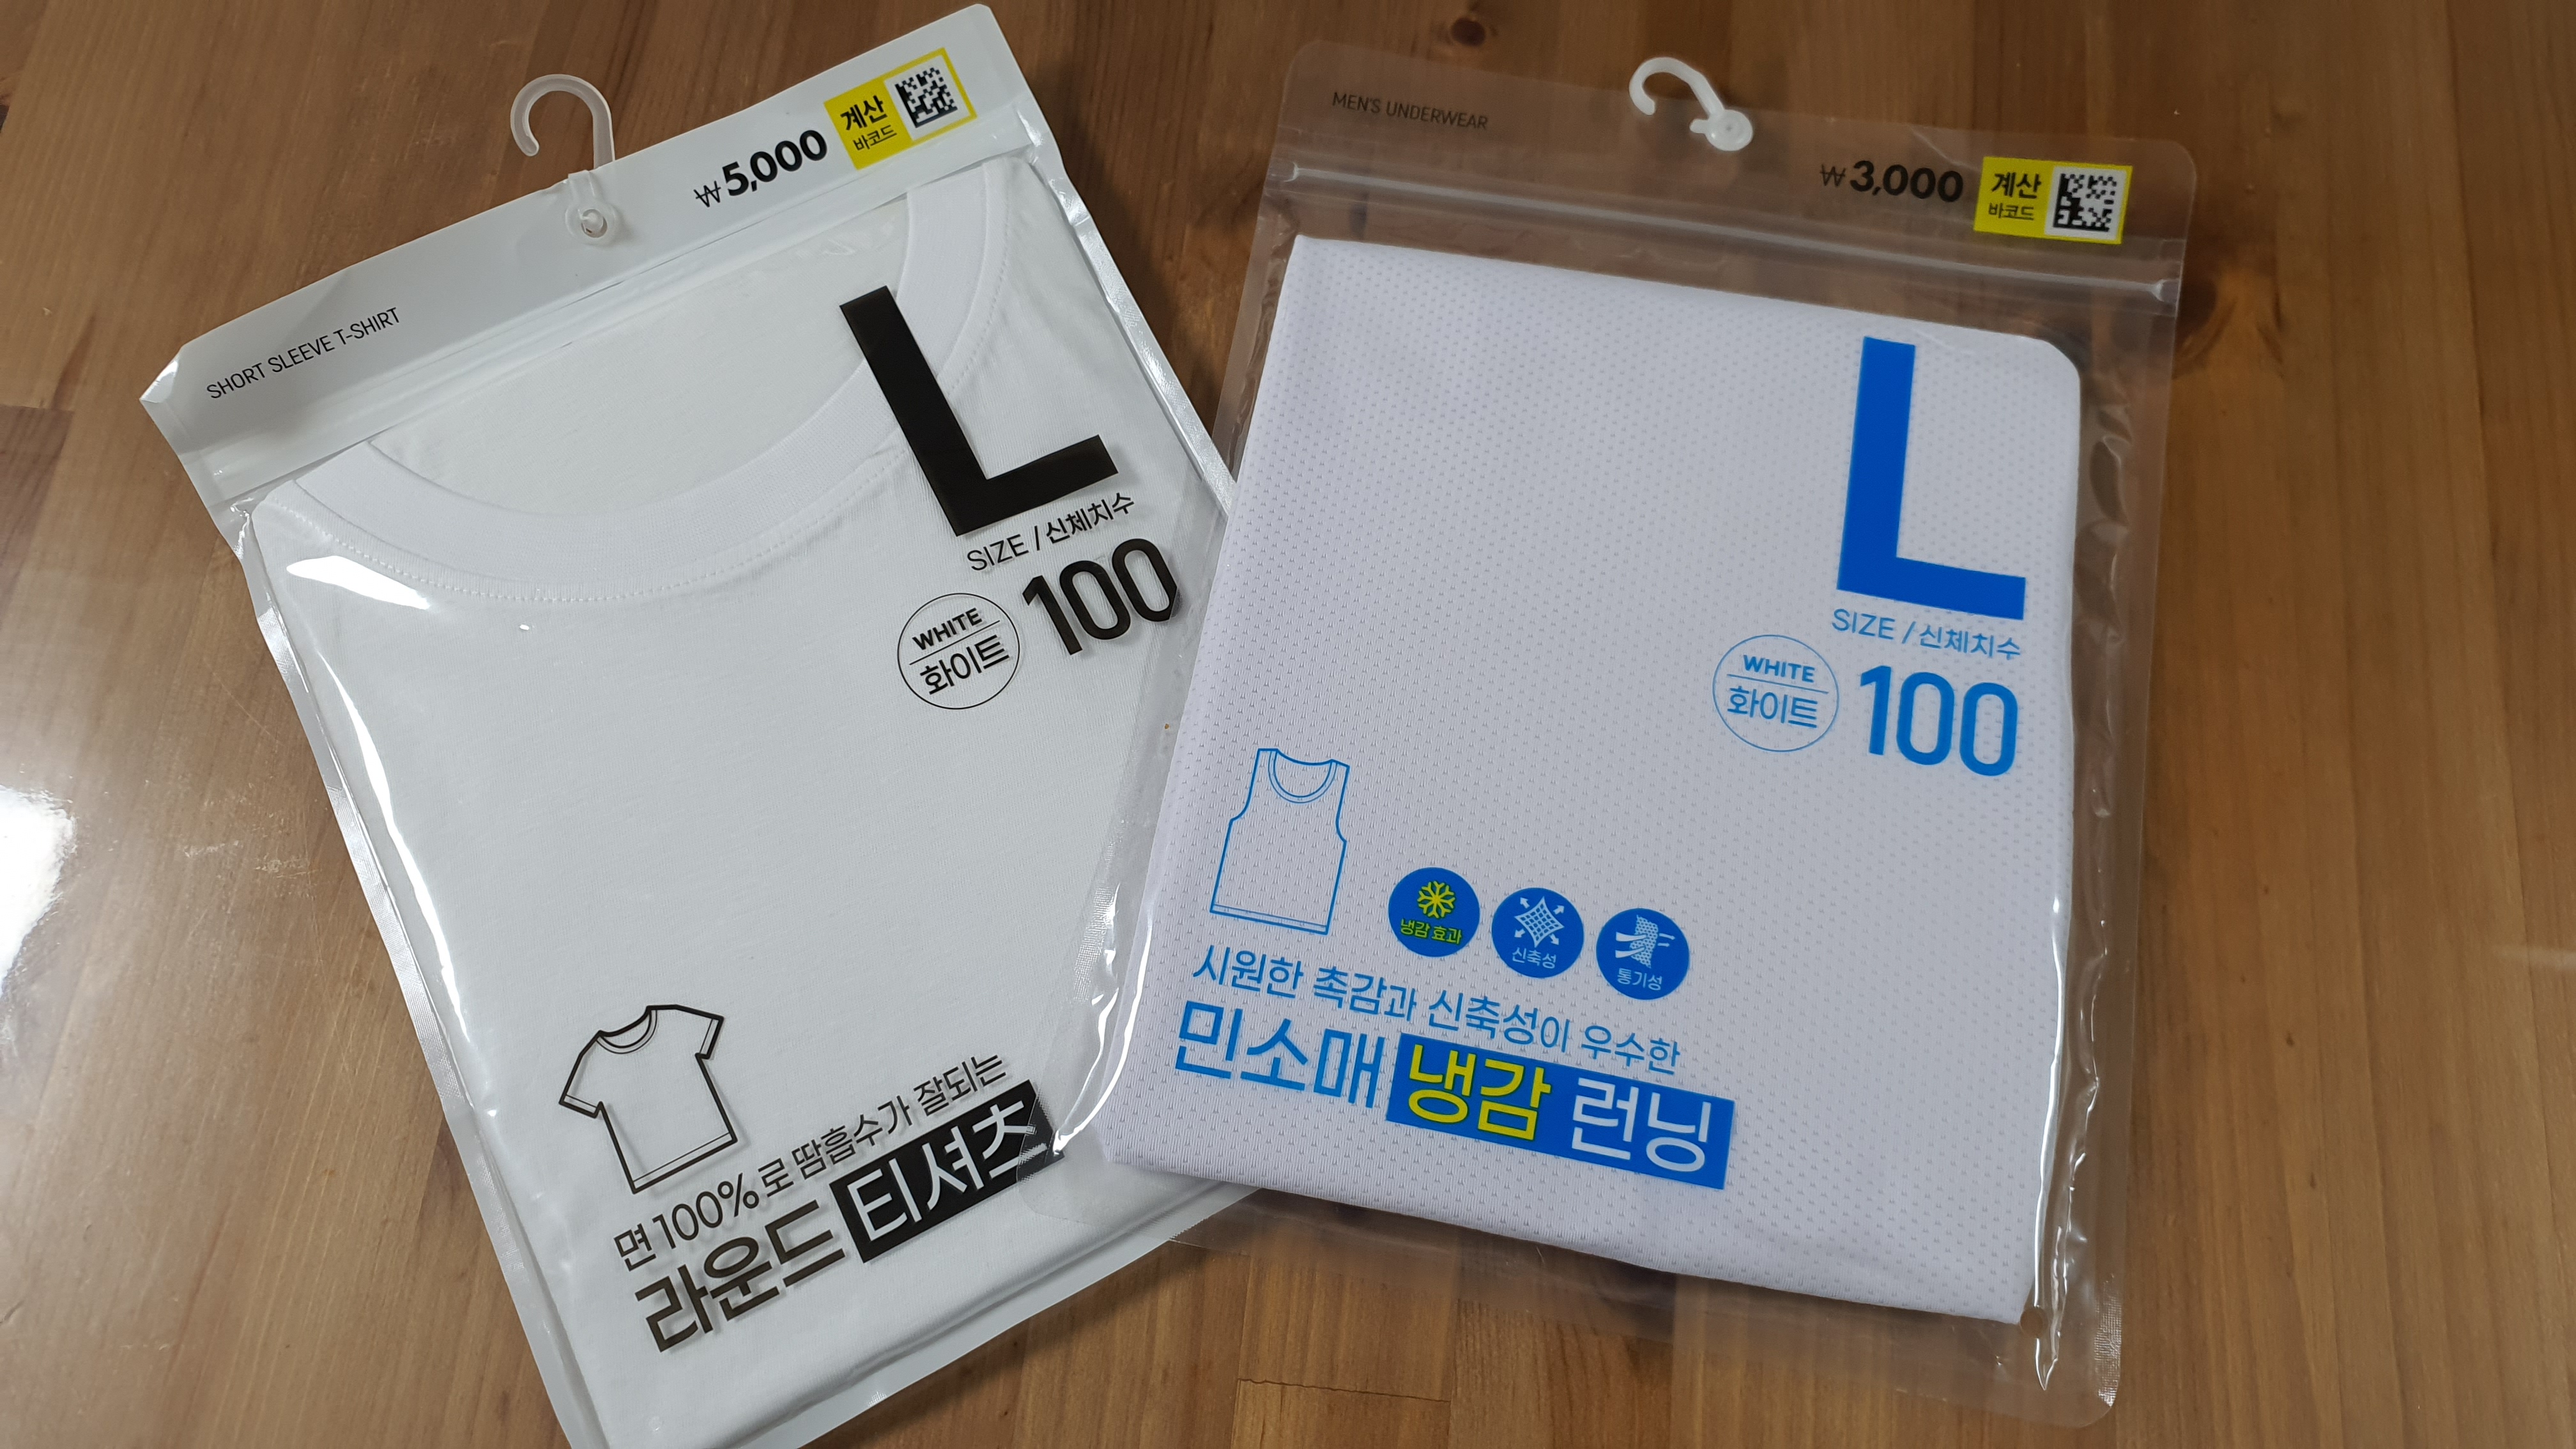 SHORT SLEEVE T-SHIRT
₩5,000
계산
바코드
L
SIZE / 신체치수
WHITE
화이트
100
면 100%로 땀흡수가 잘되는
라운드 티셔츠
MEN'S UNDERWEAR
₩3,000
계산
바코드
L
SIZE / 신체치수
WHITE
화이트
100
냉감 효과
신축성
통기성
시원한 촉감과 신축성이 우수한
민소매 냉감 런닝